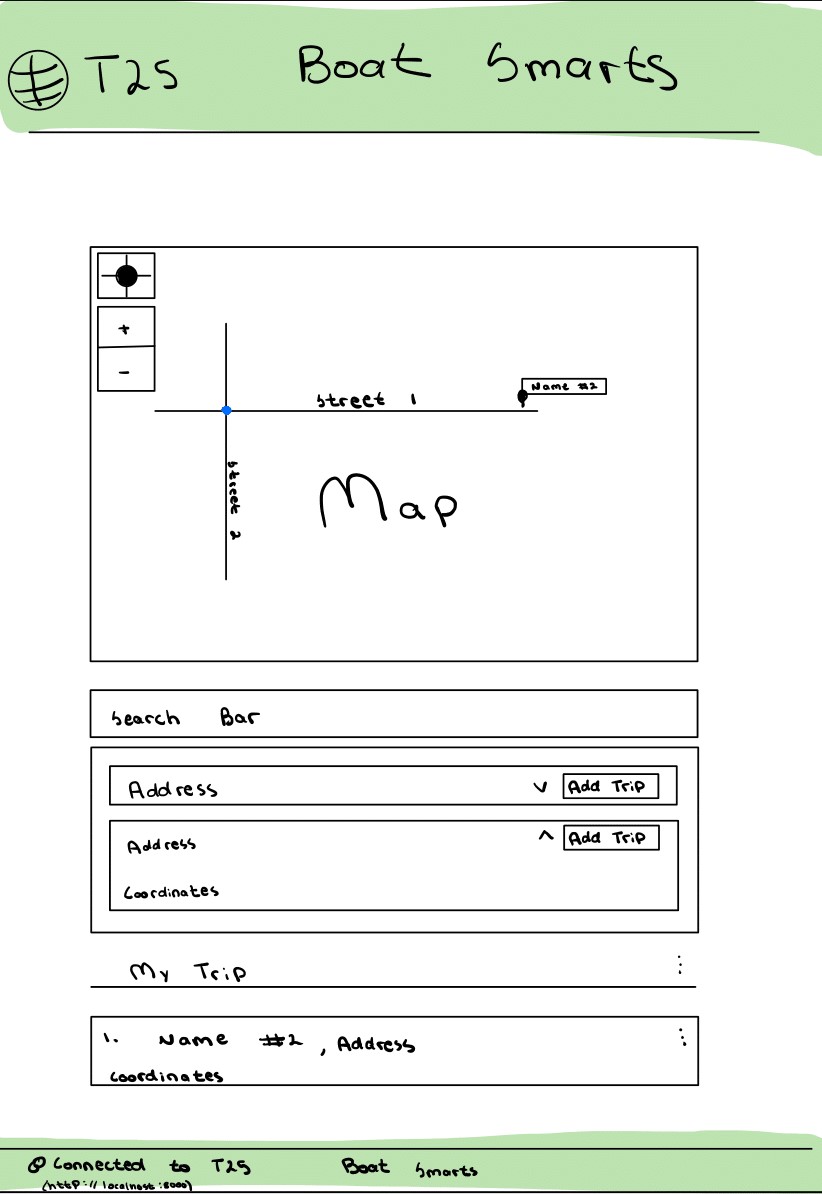 T25 Boat Smarts
+
-
Name #2
Street 1
Street 2
Map
Search Bar
Address v Add Trip
Address ^ Add Trip
Coordinates
My Trip ⋮
1. Name #2, Address ⋮
Coordinates
Connected to T25 Boat Smarts
(http://localhost:8000)